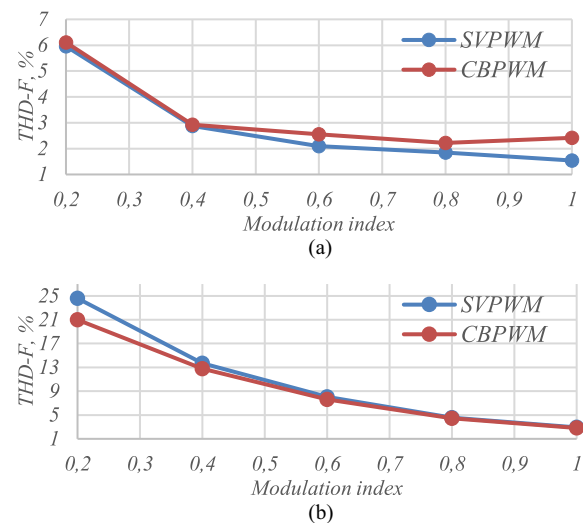 7
6
5
4
3
2
1
THD-F, %
SVPWM
CBPWM
0,2 0,3 0,4 0,5 0,6 0,7 0,8 0,9 1
Modulation index
(a)
25
21
17
13
9
5
1
THD-F, %
SVPWM
CBPWM
0,2 0,3 0,4 0,5 0,6 0,7 0,8 0,9 1
Modulation index
(b)